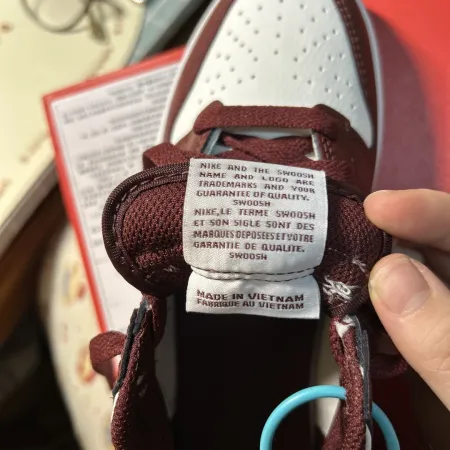 NIKE AND THE SWOOSH
NAME AND LOGO ARE
TRADEMARKS AND YOUR
GUARANTEE OF QUALITY.
SWOOSH
NIKE,LE TERME SWOOSH
ET SON SIGLE SONT DES
MARQUES DEPOSEES ET VOTRE
GARANTIE DE QUALITE.
SWOOSH
MADE IN VIETNAM
FABRIQUE AU VIETNAM